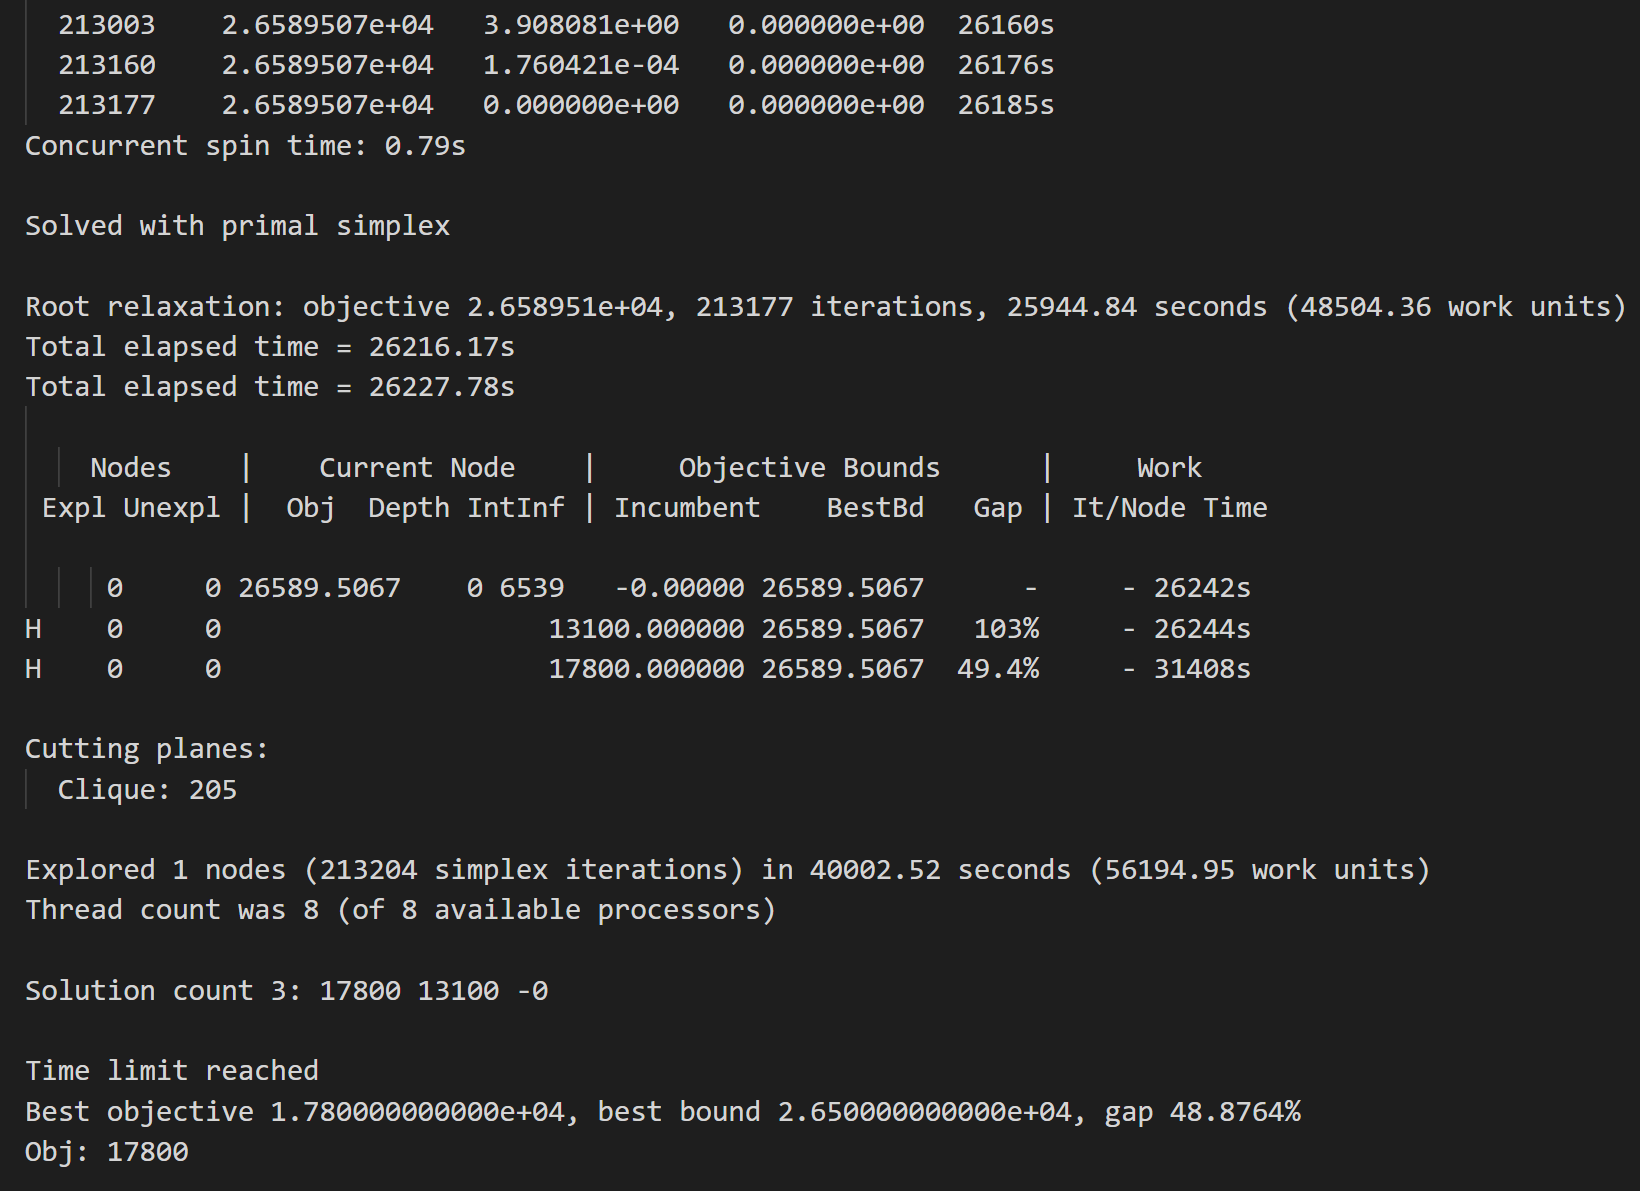 213003    2.6589507e+04   3.908081e+00   0.000000e+00  26160s
213160    2.6589507e+04   1.760421e-04   0.000000e+00  26176s
213177    2.6589507e+04   0.000000e+00   0.000000e+00  26185s
Concurrent spin time: 0.79s
Solved with primal simplex
Root relaxation: objective 2.658951e+04, 213177 iterations, 25944.84 seconds (48504.36 work units)
Total elapsed time = 26216.17s
Total elapsed time = 26227.78s
    Nodes    |    Current Node    |     Objective Bounds      |     Work
 Expl Unexpl |  Obj  Depth IntInf | Incumbent    BestBd   Gap | It/Node Time
     0     0 26589.5067    0 6539   -0.00000 26589.5067      -     - 26242s
H    0     0                    13100.000000 26589.5067   103%     - 26244s
H    0     0                    17800.000000 26589.5067  49.4%     - 31408s
Cutting planes:
  Clique: 205
Explored 1 nodes (213204 simplex iterations) in 40002.52 seconds (56194.95 work units)
Thread count was 8 (of 8 available processors)
Solution count 3: 17800 13100 -0
Time limit reached
Best objective 1.780000000000e+04, best bound 2.650000000000e+04, gap 48.8764%
Obj: 17800